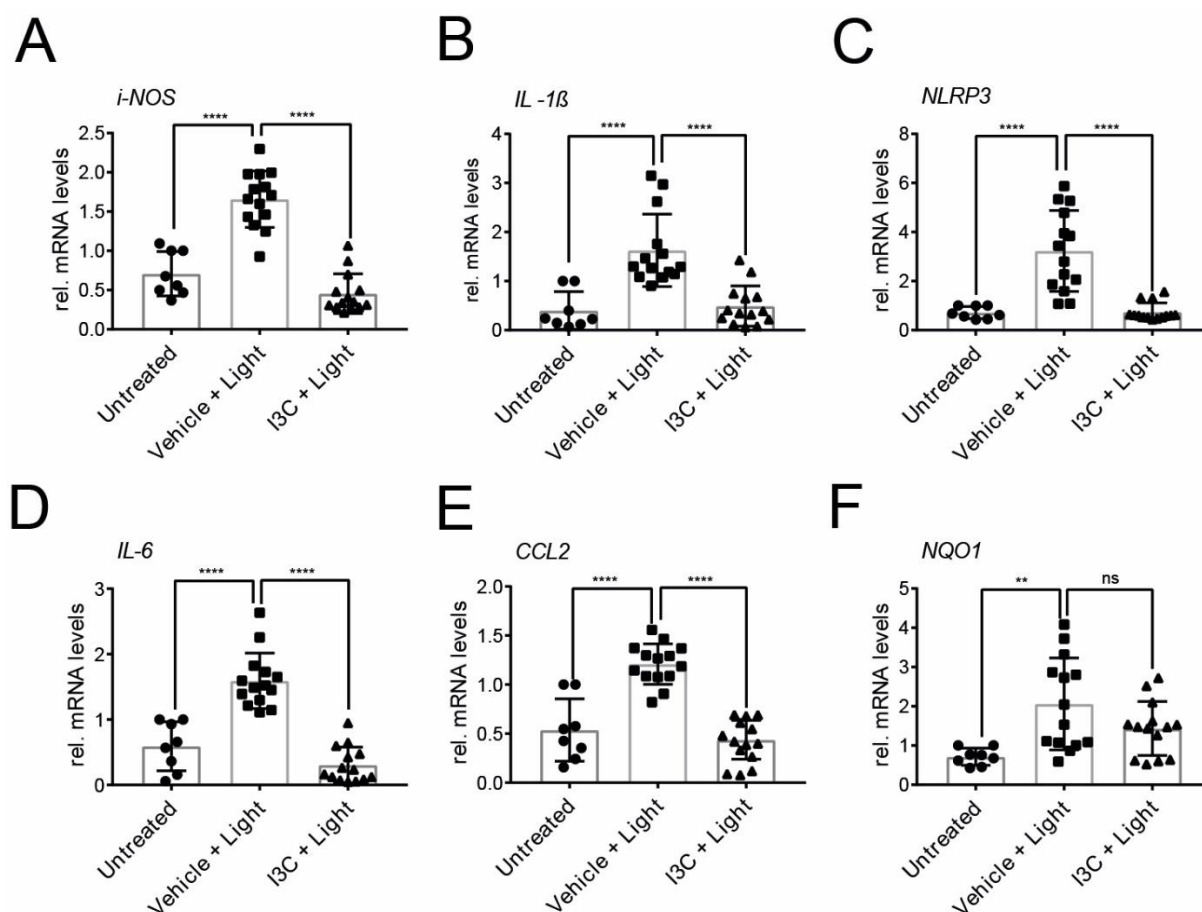 A
i-NOS
**** ****
rel. mRNA levels
2.5
2.0
1.5
1.0
0.5
0.0
Untreated
Vehicle + Light
I3C + Light
B
IL -1ß
**** ****
rel. mRNA levels
4
3
2
1
0
Untreated
Vehicle + Light
I3C + Light
C
NLRP3
**** ****
rel. mRNA levels
8
6
4
2
0
Untreated
Vehicle + Light
I3C + Light
D
IL-6
**** ****
rel. mRNA levels
3
2
1
0
Untreated
Vehicle + Light
I3C + Light
E
CCL2
**** ****
rel. mRNA levels
2.0
1.5
1.0
0.5
0.0
Untreated
Vehicle + Light
I3C + Light
F
NQO1
** ns
rel. mRNA levels
5
4
3
2
1
0
Untreated
Vehicle + Light
I3C + Light